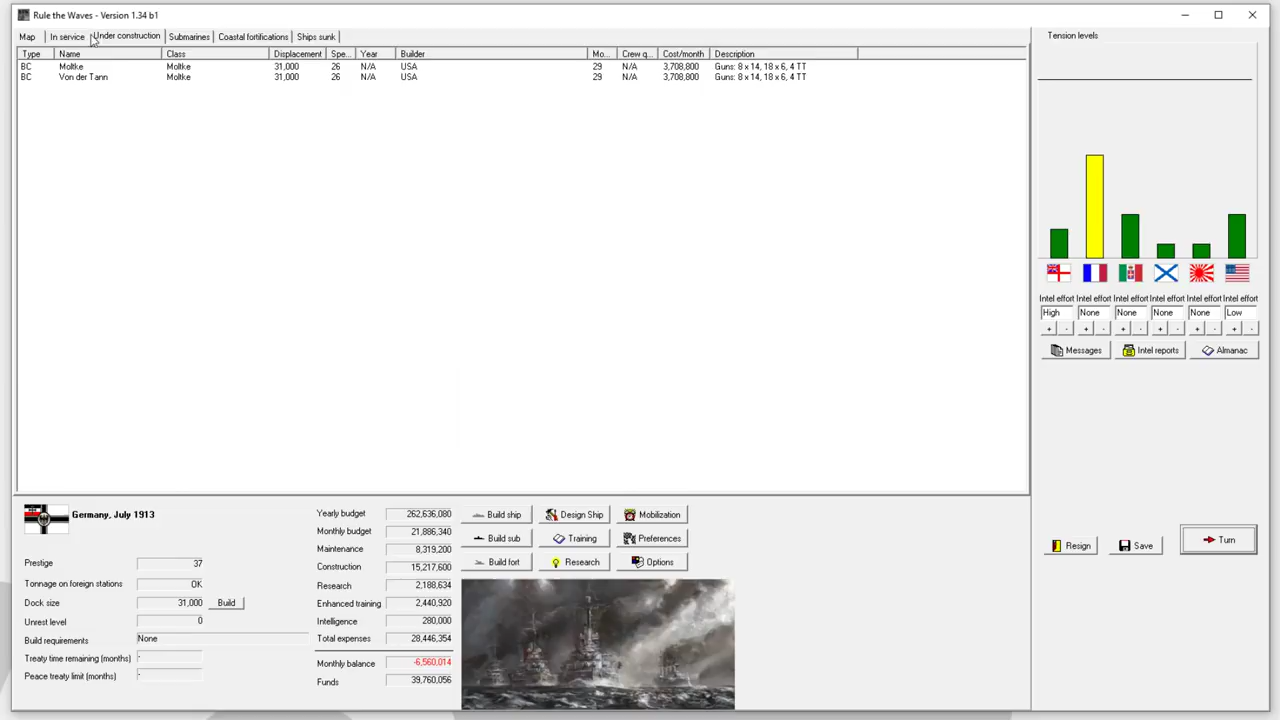 Rule the Waves - Version 1.34 b1
Map In service Under construction Submarines Coastal fortifications Ships sunk
Type Name Class Displacement Spe... Year Builder Mo... Crew q... Cost/month Description
BC Moltke Moltke 31,000 26 N/A USA 29 N/A 3,708,800 Guns: 8 x 14, 18 x 6, 4 TT
BC Von der Tann Moltke 31,000 26 N/A USA 29 N/A 3,708,800 Guns: 8 x 14, 18 x 6, 4 TT
Tension levels
Intel effort Intel effort Intel effort Intel effort Intel effort Intel effort
High None None None None Low
+ - + - + - + - + - + -
Messages Intel reports Almanac
Germany, July 1913
Prestige 37
Tonnage on foreign stations OK
Dock size 31,000 Build
Unrest level 0
Build requirements None
Treaty time remaining (months) -
Peace treaty limit (months) -
Yearly budget 262,636,080
Monthly budget 21,886,340
Maintenance 8,319,200
Construction 15,217,600
Research 2,188,634
Enhanced training 2,440,920
Intelligence 280,000
Total expenses 28,446,354
Monthly balance -6,560,014
Funds 39,760,056
Build ship Design Ship Mobilization
Build sub Training Preferences
Build fort Research Options
Resign Save Turn